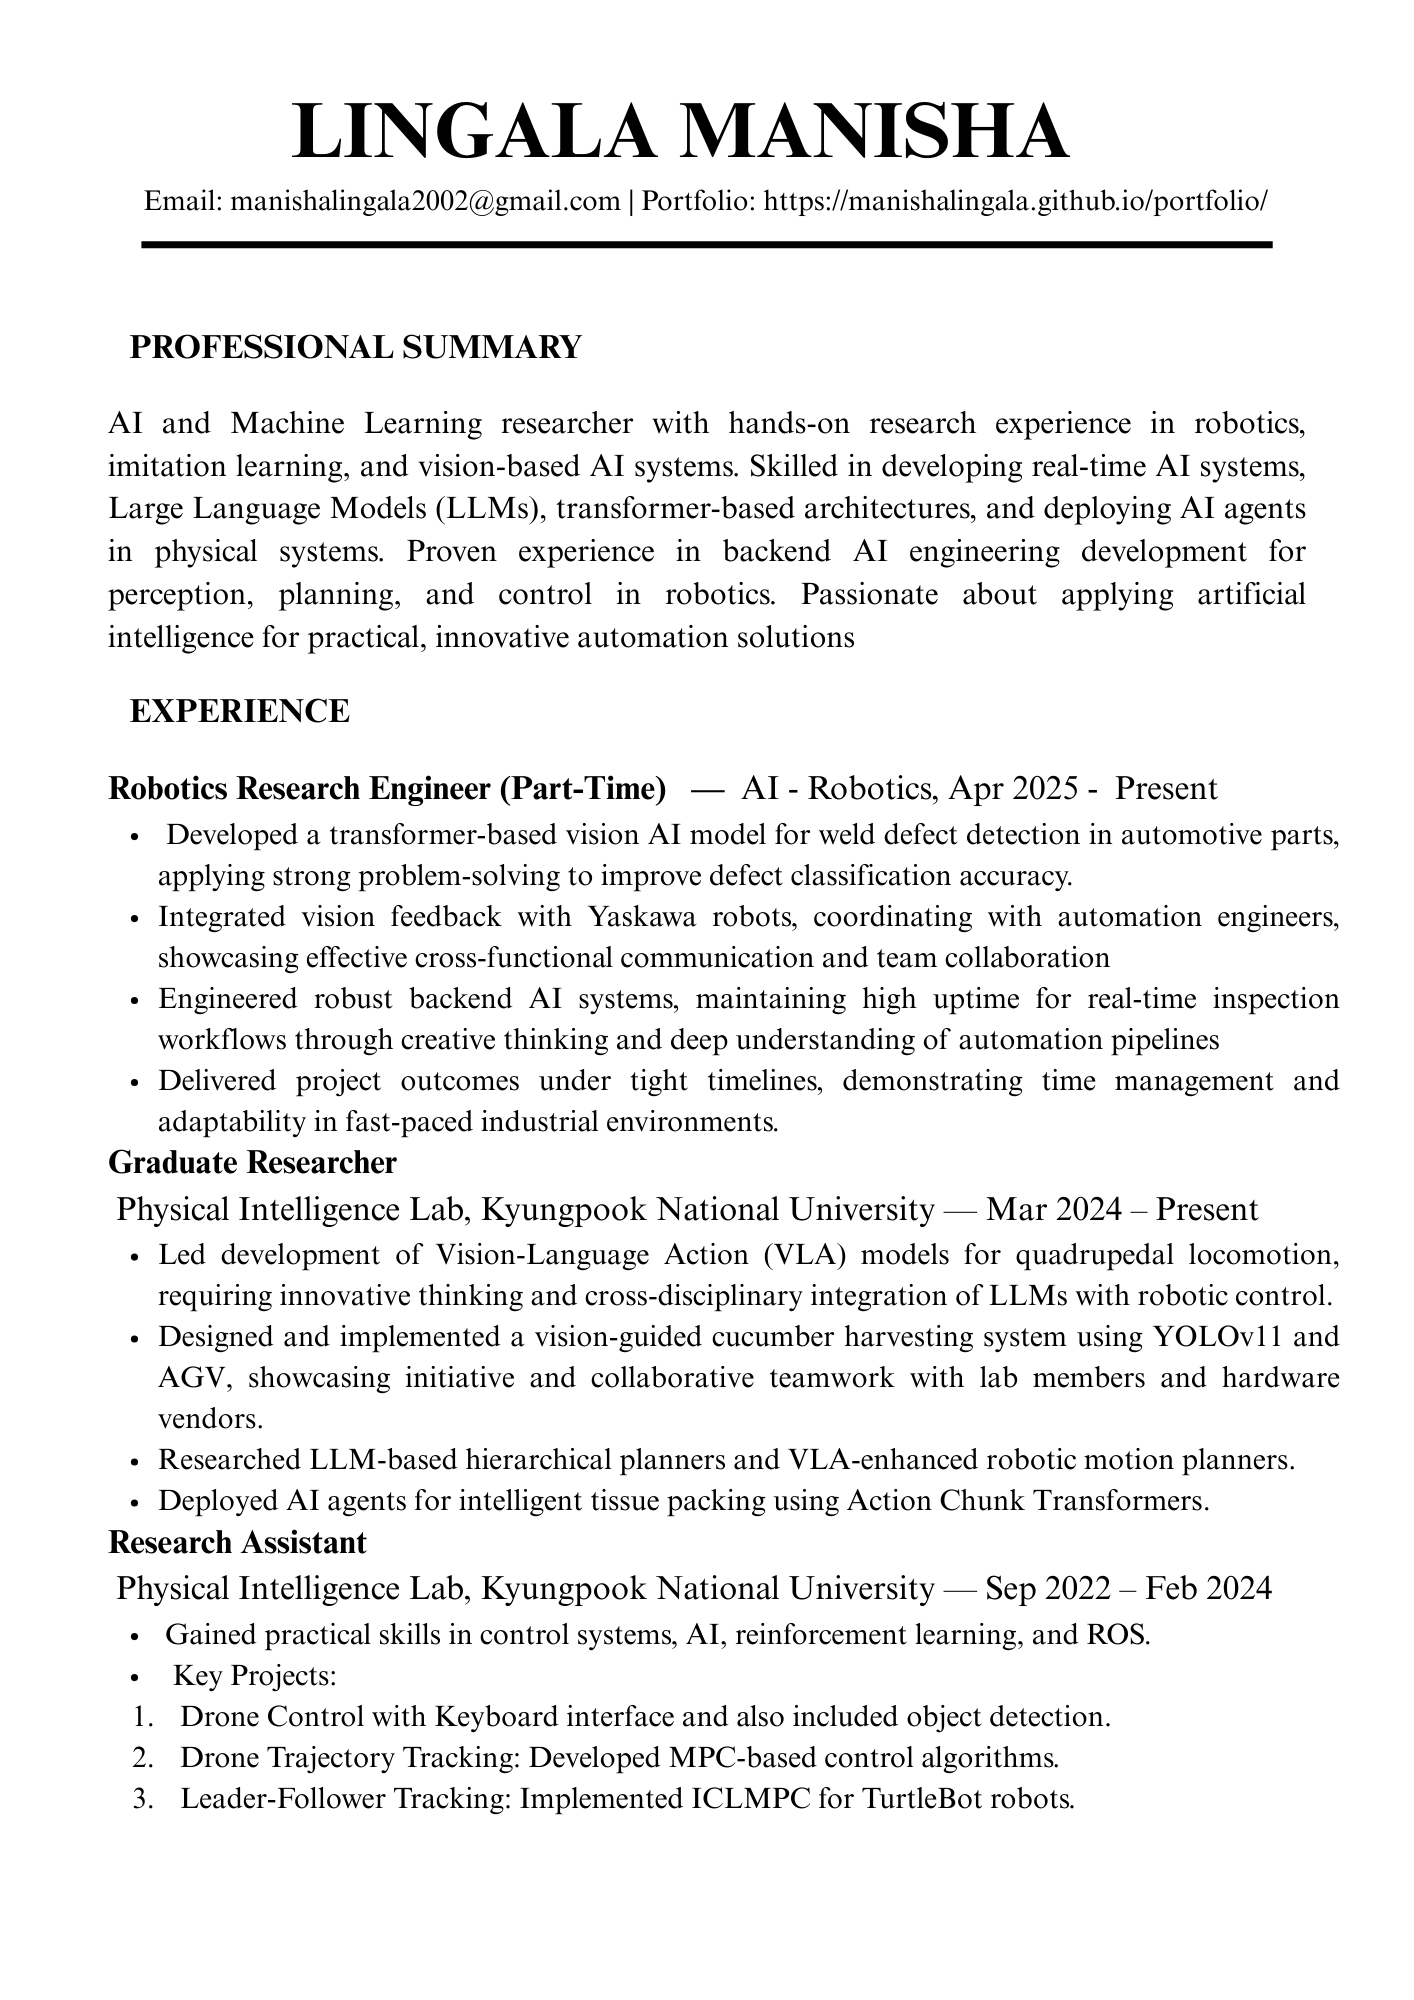 LINGALA MANISHA
Email: manishalingala2002@gmail.com | Portfolio: https://manishalingala.github.io/portfolio/
PROFESSIONAL SUMMARY
AI and Machine Learning researcher with hands-on research experience in robotics,
imitation learning, and vision-based AI systems. Skilled in developing real-time AI systems,
Large Language Models (LLMs), transformer-based architectures, and deploying AI agents
in physical systems. Proven experience in backend AI engineering development for
perception, planning, and control in robotics. Passionate about applying artificial
intelligence for practical, innovative automation solutions
EXPERIENCE
Robotics Research Engineer (Part-Time) — AI - Robotics, Apr 2025 - Present
• Developed a transformer-based vision AI model for weld defect detection in automotive parts,
applying strong problem-solving to improve defect classification accuracy.
• Integrated vision feedback with Yaskawa robots, coordinating with automation engineers,
showcasing effective cross-functional communication and team collaboration
• Engineered robust backend AI systems, maintaining high uptime for real-time inspection
workflows through creative thinking and deep understanding of automation pipelines
• Delivered project outcomes under tight timelines, demonstrating time management and
adaptability in fast-paced industrial environments.
Graduate Researcher
Physical Intelligence Lab, Kyungpook National University — Mar 2024 – Present
• Led development of Vision-Language Action (VLA) models for quadrupedal locomotion,
requiring innovative thinking and cross-disciplinary integration of LLMs with robotic control.
• Designed and implemented a vision-guided cucumber harvesting system using YOLOv11 and
AGV, showcasing initiative and collaborative teamwork with lab members and hardware
vendors.
• Researched LLM-based hierarchical planners and VLA-enhanced robotic motion planners.
• Deployed AI agents for intelligent tissue packing using Action Chunk Transformers.
Research Assistant
Physical Intelligence Lab, Kyungpook National University — Sep 2022 – Feb 2024
• Gained practical skills in control systems, AI, reinforcement learning, and ROS.
• Key Projects:
1. Drone Control with Keyboard interface and also included object detection.
2. Drone Trajectory Tracking: Developed MPC-based control algorithms.
3. Leader-Follower Tracking: Implemented ICLMPC for TurtleBot robots.